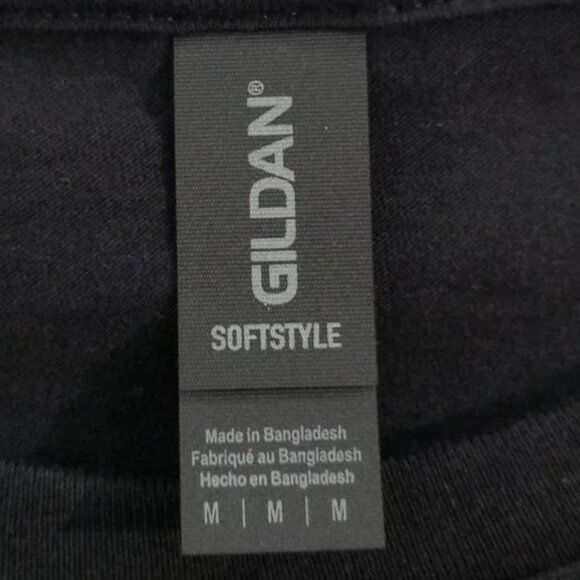 GILDAN®
SOFTSTYLE
Made in Bangladesh
Fabriqué au Bangladesh
Hecho en Bangladesh
M | M | M